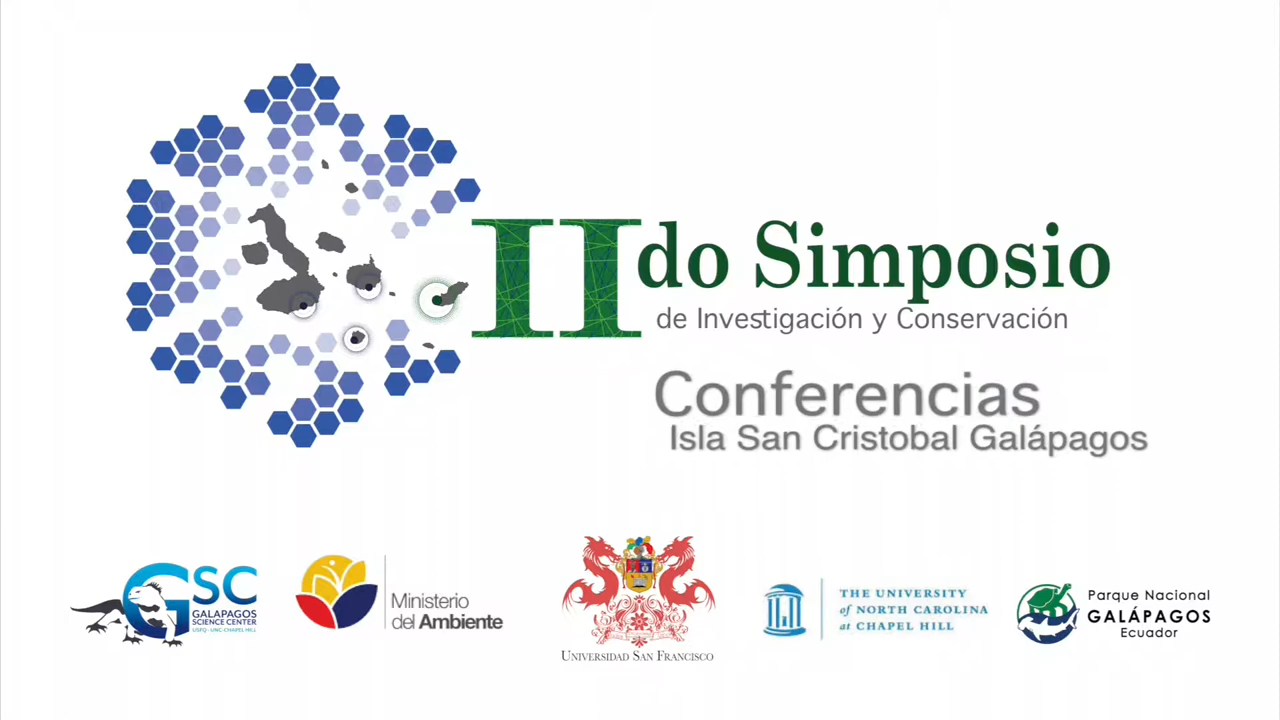 IIdo Simposio
de Investigación y Conservación
Conferencias
Isla San Cristobal Galápagos
GSC
GALAPAGOS
SCIENCE CENTER
USFQ - UNC-CHAPEL HILL
Ministerio
del Ambiente
UNIVERSIDAD SAN FRANCISCO
THE UNIVERSITY
of NORTH CAROLINA
at CHAPEL HILL
Parque Nacional
GALÁPAGOS
Ecuador